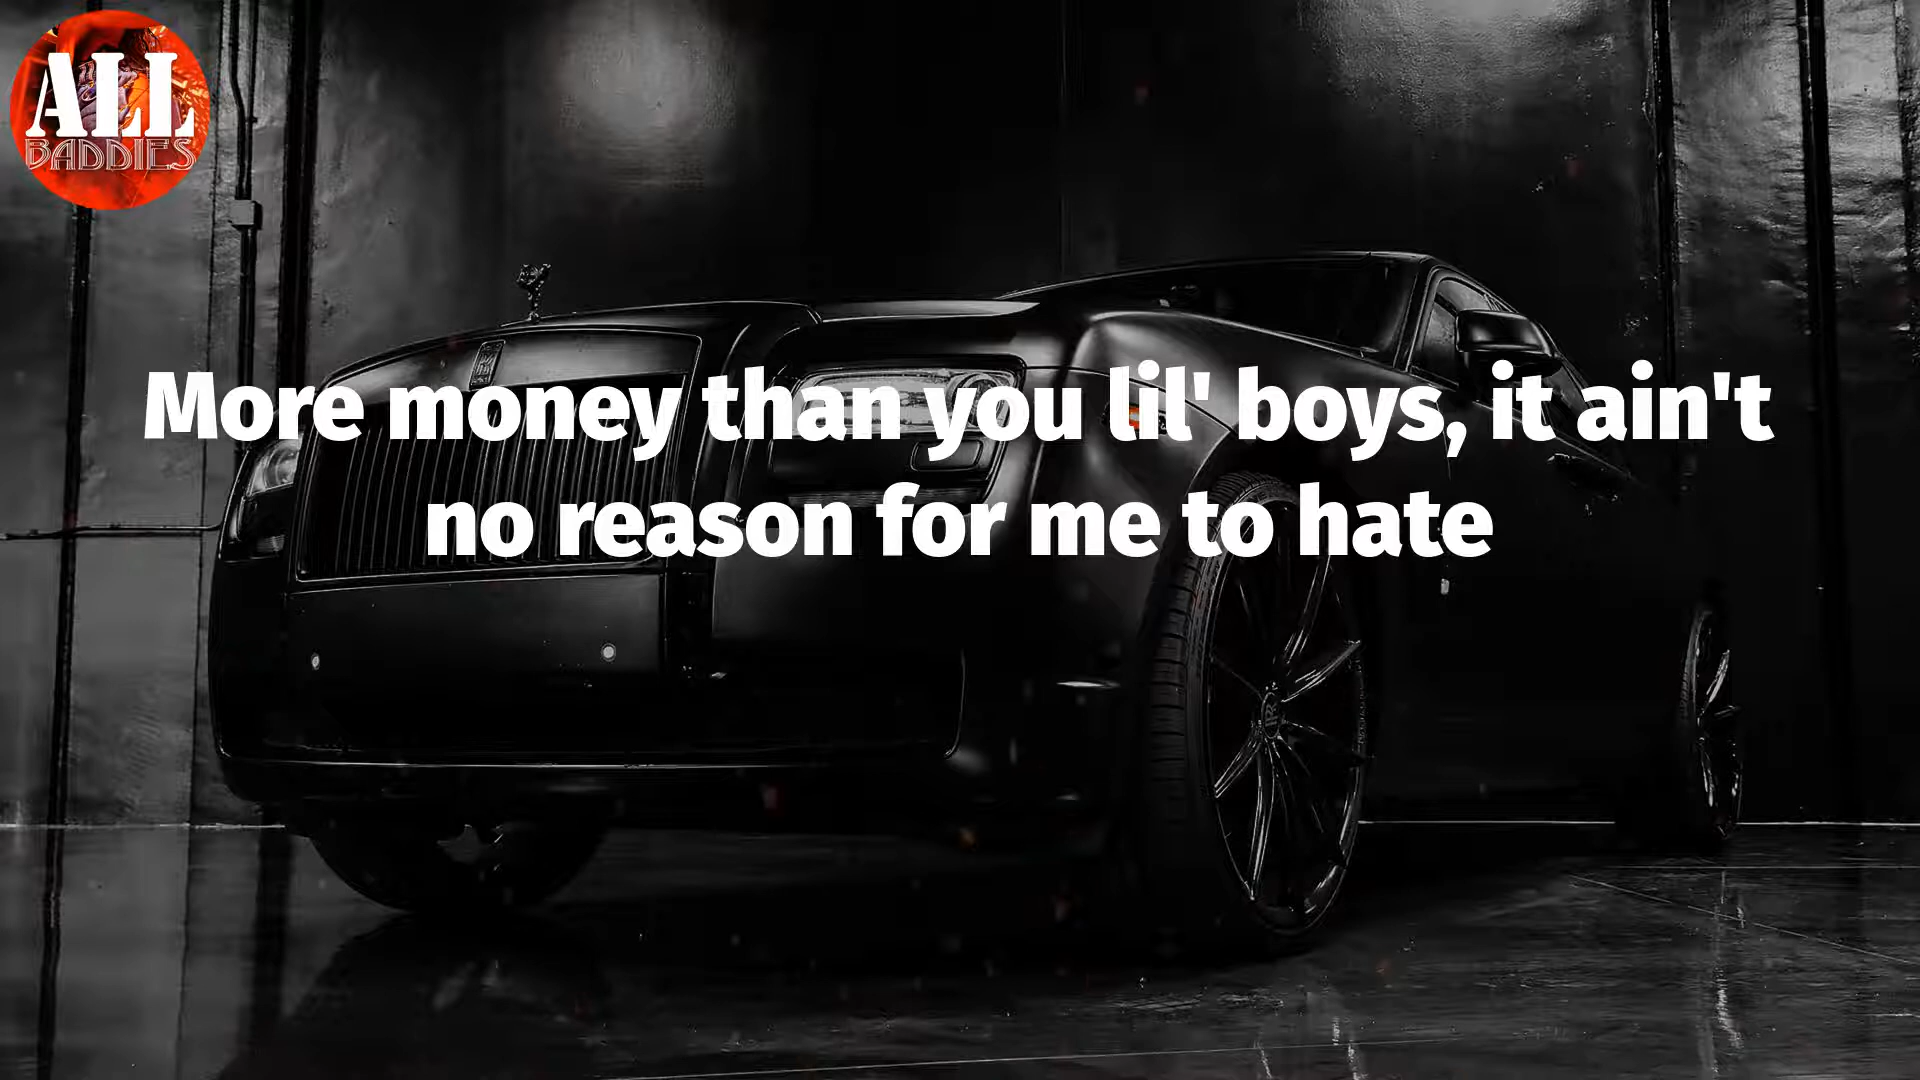 ALL
BADDIES
More money than you lil' boys, it ain't
no reason for me to hate